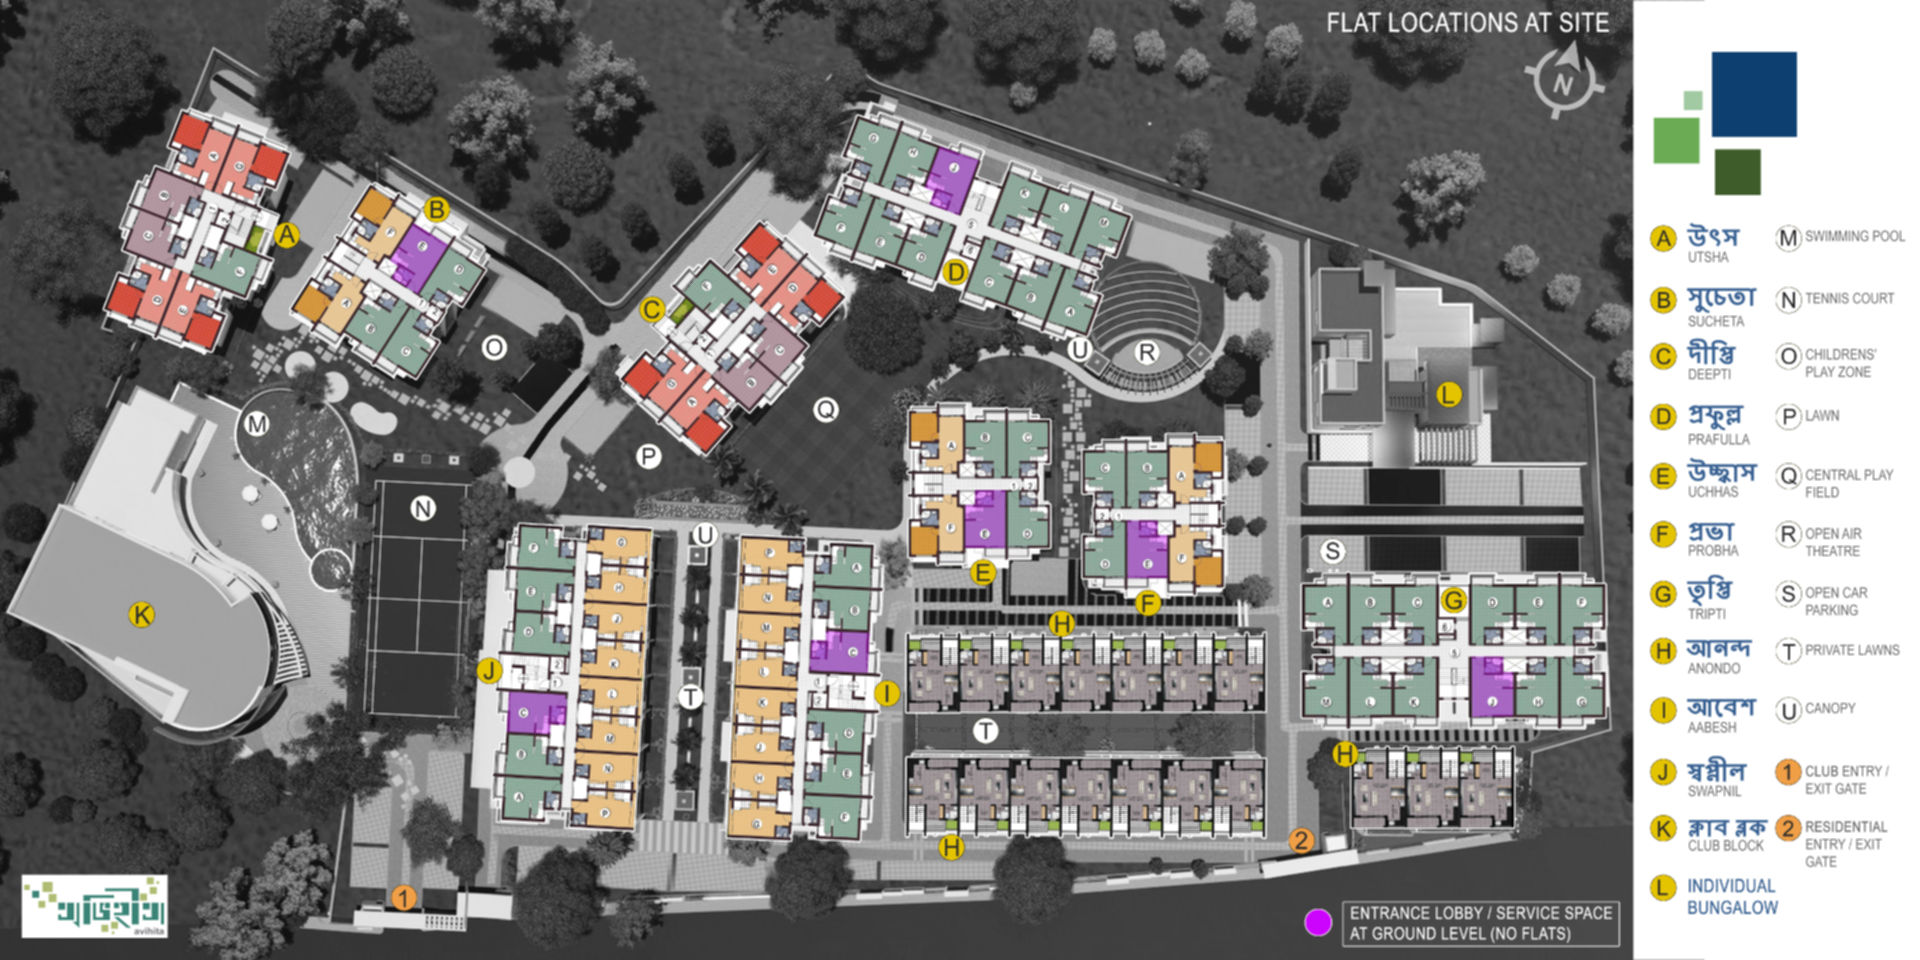 FLAT LOCATIONS AT SITE
N
A
B
C
D
E
F
G
H
H
H
I
J
K
L
M
N
O
P
Q
R
S
T
T
U
U
1
2
ENTRANCE LOBBY / SERVICE SPACE
AT GROUND LEVEL (NO FLATS)
অভিহীতা
avihita
A উৎস
UTSHA
B সুচেতা
SUCHETA
C দীপ্তি
DEEPTI
D প্রফুল্ল
PRAFULLA
E উচ্ছ্বাস
UCHHAS
F প্রভা
PROBHA
G তৃপ্তি
TRIPTI
H আনন্দ
ANONDO
I আবেশ
AABESH
J স্বপ্নীল
SWAPNIL
K ক্লাব ব্লক
CLUB BLOCK
L INDIVIDUAL
BUNGALOW
M SWIMMING POOL
N TENNIS COURT
O CHILDRENS'
PLAY ZONE
P LAWN
Q CENTRAL PLAY
FIELD
R OPEN AIR
THEATRE
S OPEN CAR
PARKING
T PRIVATE LAWNS
U CANOPY
1 CLUB ENTRY /
EXIT GATE
2 RESIDENTIAL
ENTRY / EXIT
GATE